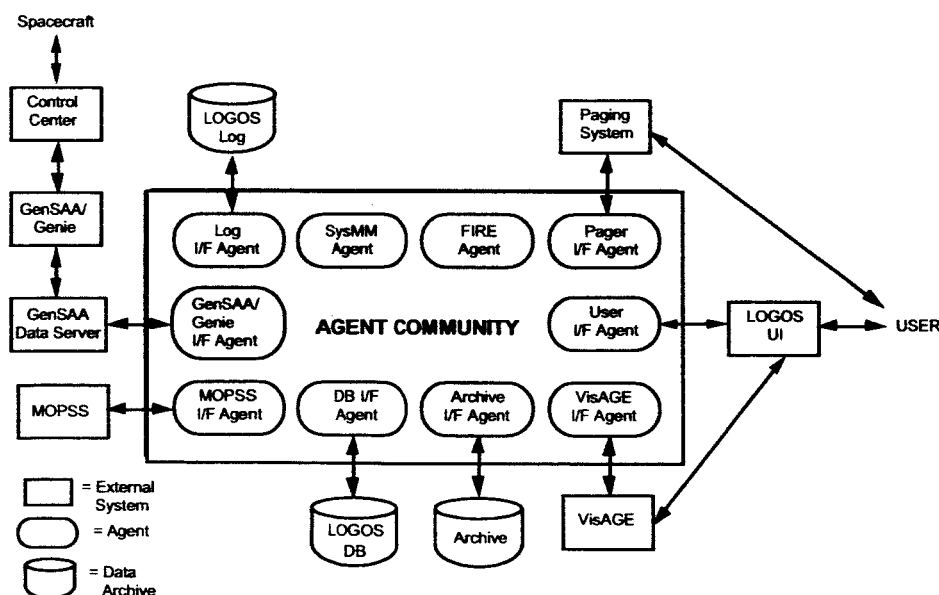 Spacecraft
Control
Center
LOGOS
Log
Paging
System
GenSAA/
Genie
Log
I/F Agent
SysMM
Agent
FIRE
Agent
Pager
I/F Agent
GenSAA
Data Server
GenSAA/
Genie
I/F Agent
AGENT COMMUNITY
User
I/F Agent
LOGOS
UI
USER
MOPSS
MOPSS
I/F Agent
DB I/F
Agent
Archive
I/F Agent
VisAGE
I/F Agent
= External
System
= Agent
= Data
Archive
LOGOS
DB
Archive
VisAGE